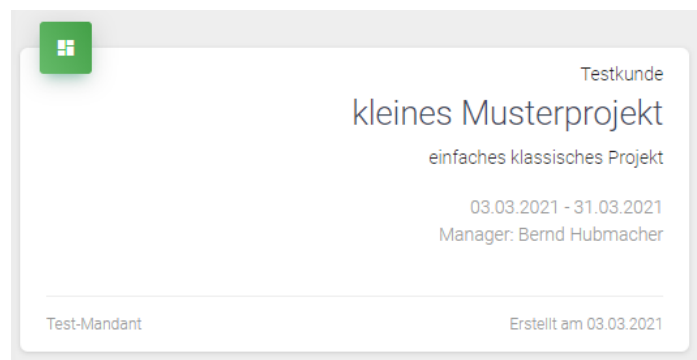 Testkunde
kleines Musterprojekt
einfaches klassisches Projekt
03.03.2021 - 31.03.2021
Manager: Bernd Hubmacher
Test-Mandant
Erstellt am 03.03.2021